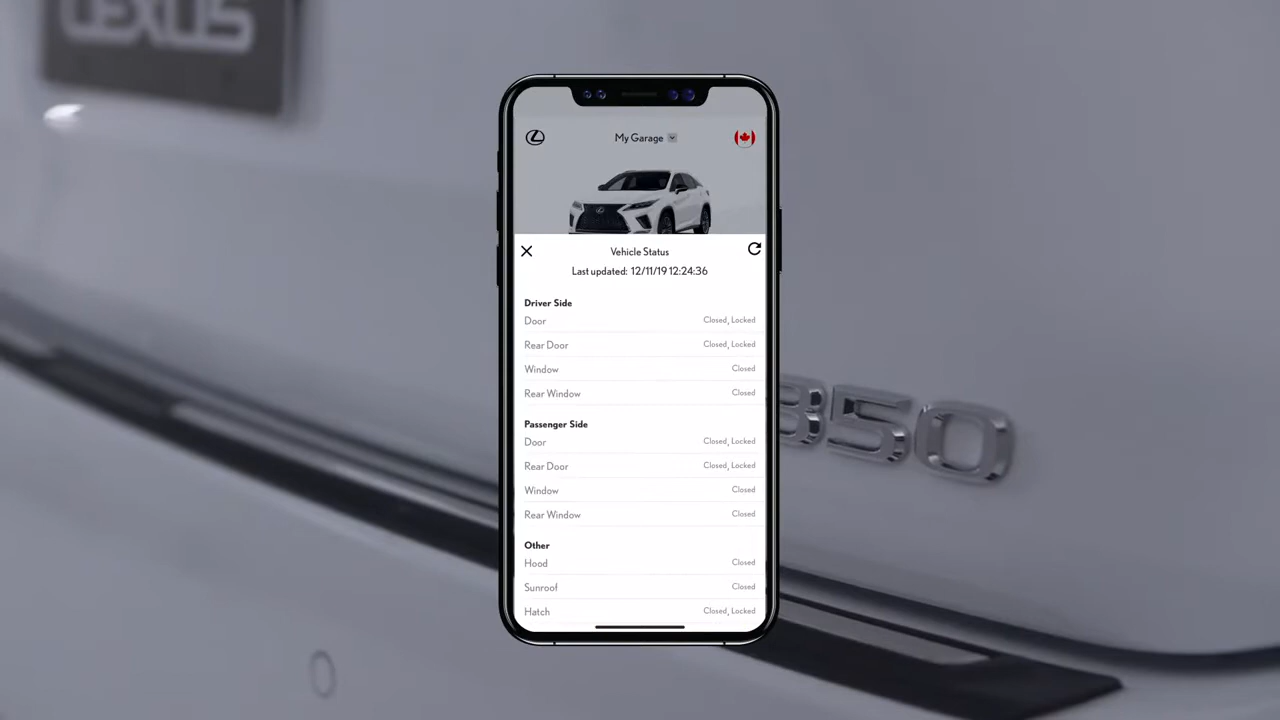 LEXUS
My Garage
Vehicle Status
Last updated: 12/11/19 12:24:36
Driver Side
Door Closed, Locked
Rear Door Closed, Locked
Window Closed
Rear Window Closed
Passenger Side
Door Closed, Locked
Rear Door Closed, Locked
Window Closed
Rear Window Closed
Other
Hood Closed
Sunroof Closed
Hatch Closed, Locked
350